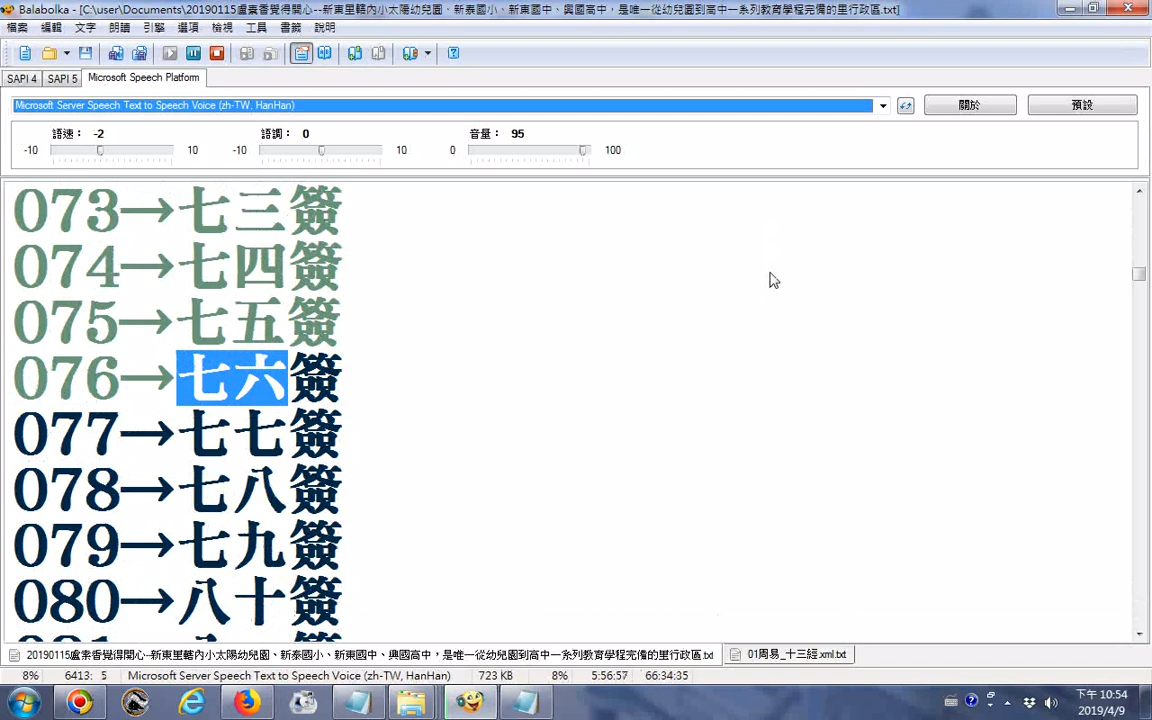 Balabolka - [C:\user\Documents\20190115盧素香覺得開心--新東里轄內小太陽幼兒園、新泰國小、新東國中、興國高中，是唯一從幼兒園到高中一系列教育學程完備的里行政區.txt]
檔案 編輯 文字 朗讀 引擎 選項 檢視 工具 書籤 說明
SAPI 4 SAPI 5 Microsoft Speech Platform
Microsoft Server Speech Text to Speech Voice (zh-TW, HanHan) 關於 預設
語速： -2 語調： 0 音量： 95
-10 10 -10 10 0 100
073→七三簽
074→七四簽
075→七五簽
076→七六簽
077→七七簽
078→七八簽
079→七九簽
080→八十簽
20190115盧素香覺得開心--新東里轄內小太陽幼兒園、新泰國小、新東國中、興國高中，是唯一從幼兒園到高中一系列教育學程完備的里行政區.txt 01周易_十三經.xml.txt
8% 6413: 5 Microsoft Server Speech Text to Speech Voice (zh-TW, HanHan) 723 KB 8% 5:56:57 66:34:35
下午 10:54
2019/4/9